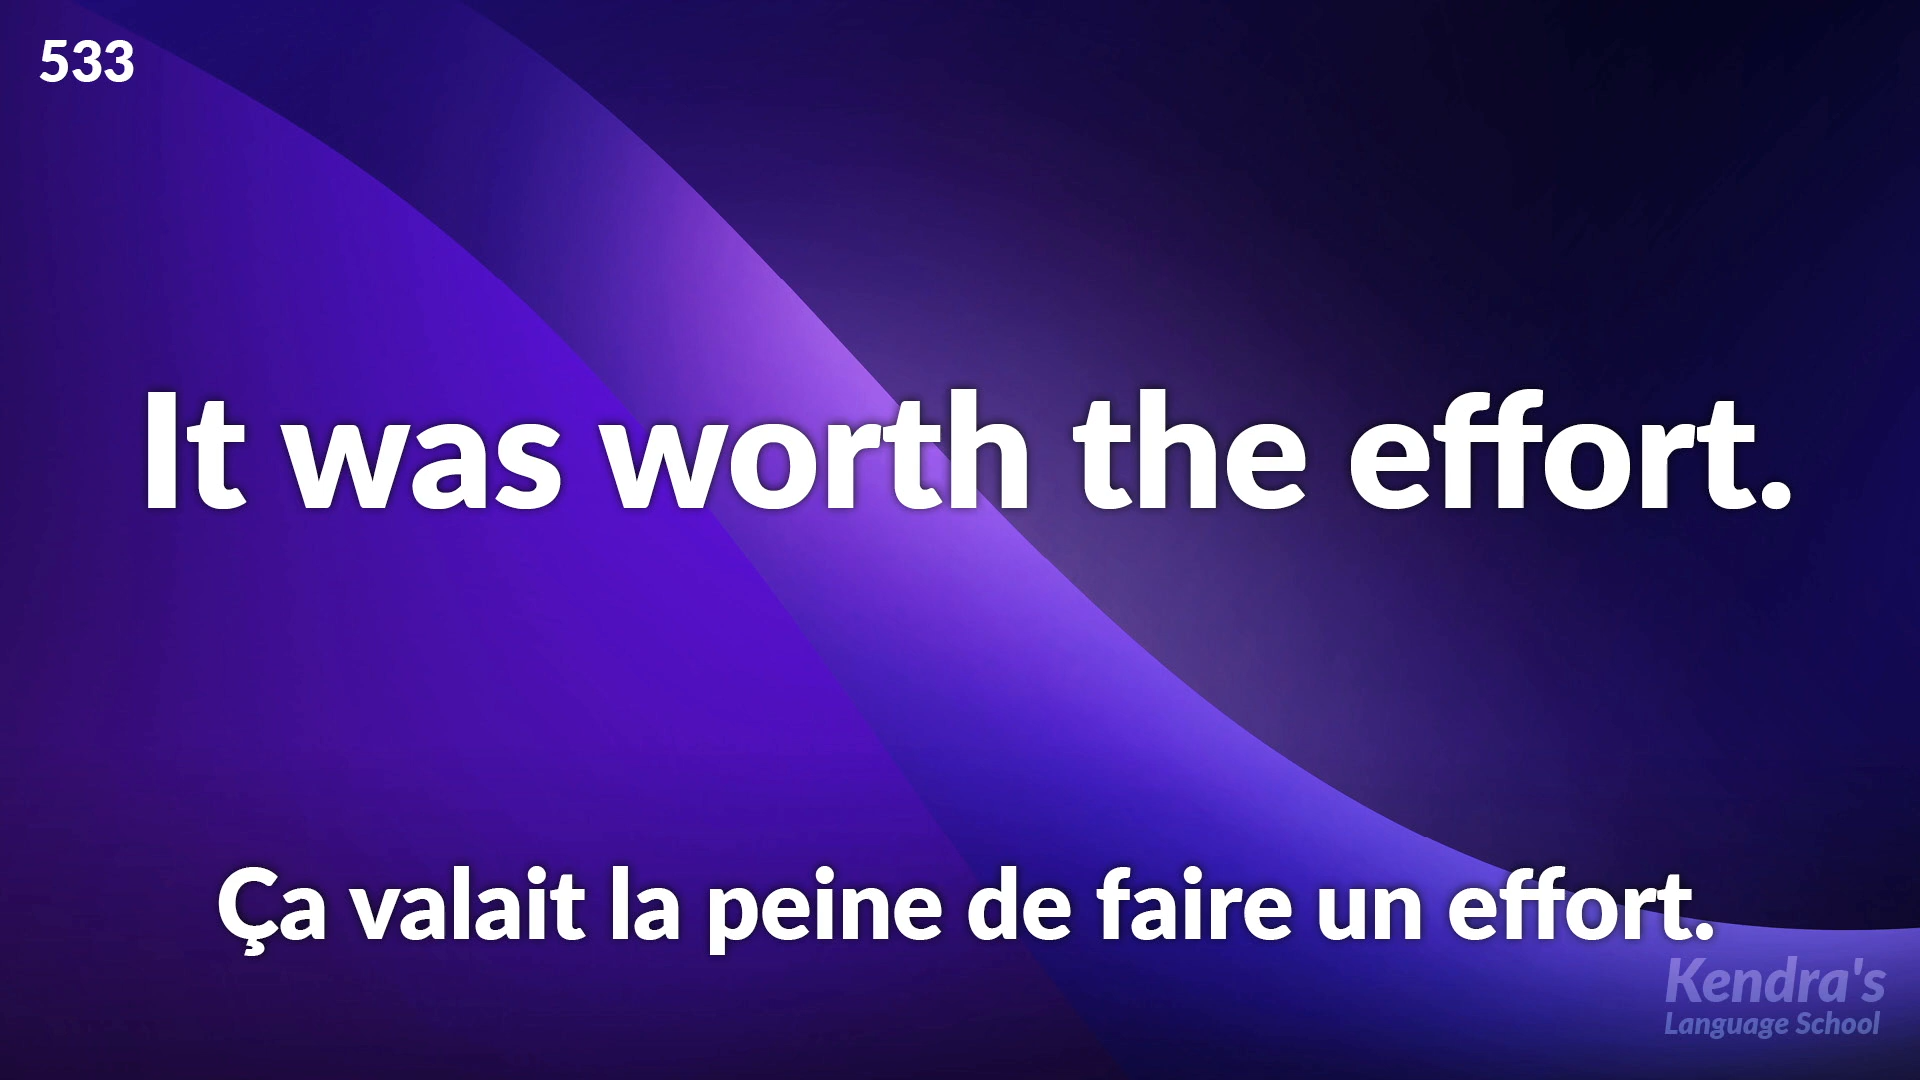 533
It was worth the effort.
Ça valait la peine de faire un effort.
Kendra's
Language School